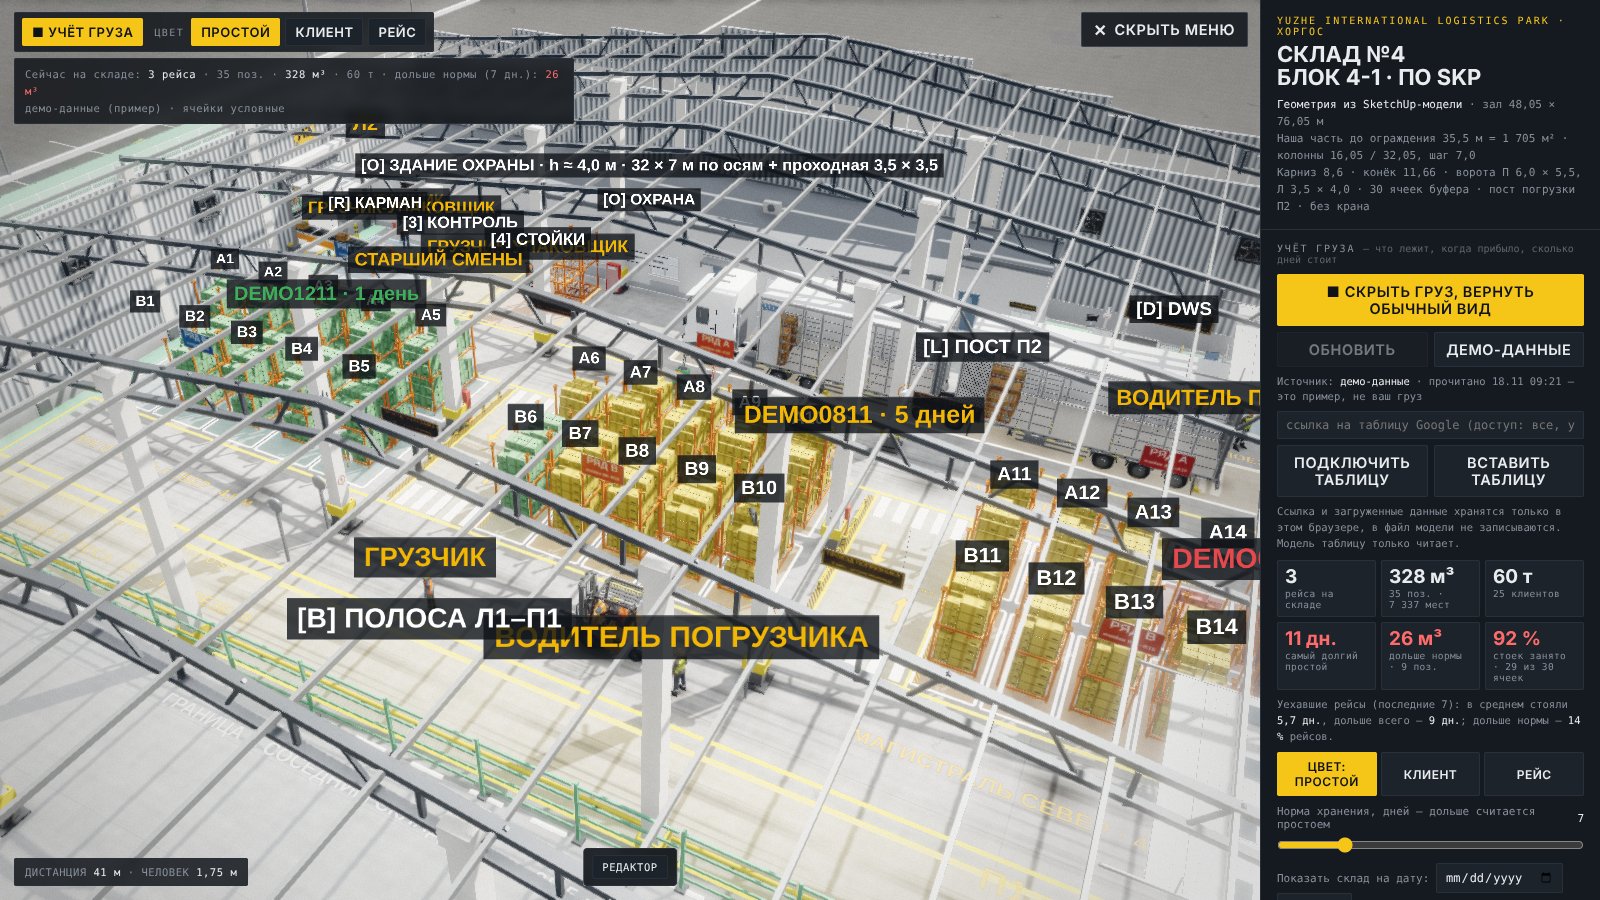 ■ УЧЁТ ГРУЗА
ЦВЕТ
ПРОСТОЙ
КЛИЕНТ
РЕЙС
Сейчас на складе: 3 рейса · 35 поз. · 328 м³ · 60 т · дольше нормы (7 дн.): 26
м³
демо-данные (пример) · ячейки условные
✕ СКРЫТЬ МЕНЮ
Л2
[О] ЗДАНИЕ ОХРАНЫ · h ≈ 4,0 м · 32 × 7 м по осям + проходная 3,5 × 3,5
[R] КАРМАН
[О] ОХРАНА
[3] КОНТРОЛЬ
[4] СТОЙКИ
СТАРШИЙ СМЕНЫ
A1
A2
DEMO1211 · 1 день
B1
B2
B3
B4
B5
A5
[D] DWS
[L] ПОСТ П2
РЯД А
A6
A7
A8
DEMO0811 · 5 дней
ВОДИТЕЛЬ П
B6
B7
B8
B9
B10
РЯД В
A11
A12
A13
A14
DEMO
B11
B12
B13
B14
ГРУЗЧИК
[В] ПОЛОСА Л1–П1
ВОДИТЕЛЬ ПОГРУЗЧИКА
ДИСТАНЦИЯ 41 м · ЧЕЛОВЕК 1,75 м
РЕДАКТОР
YUZHE INTERNATIONAL LOGISTICS PARK ·
ХОРГОС
СКЛАД №4
БЛОК 4-1 · ПО SKP
Геометрия из SketchUp-модели · зал 48,05 ×
76,05 м
Наша часть до ограждения 35,5 м = 1 705 м² ·
колонны 16,05 / 32,05, шаг 7,0
Карниз 8,6 · конёк 11,66 · ворота П 6,0 × 5,5,
Л 3,5 × 4,0 · 30 ячеек буфера · пост погрузки
П2 · без крана
УЧЁТ ГРУЗА — что лежит, когда прибыло, сколько
дней стоит
■ СКРЫТЬ ГРУЗ, ВЕРНУТЬ
ОБЫЧНЫЙ ВИД
ОБНОВИТЬ
ДЕМО-ДАННЫЕ
Источник: демо-данные · прочитано 18.11 09:21 —
это пример, не ваш груз
ссылка на таблицу Google (доступ: все, у
ПОДКЛЮЧИТЬ
ТАБЛИЦУ
ВСТАВИТЬ
ТАБЛИЦУ
Ссылка и загруженные данные хранятся только в
этом браузере, в файл модели не записываются.
Модель таблицу только читает.
3
рейса на
складе
328 м³
35 поз. ·
7 337 мест
60 т
25 клиентов
11 дн.
самый долгий
простой
26 м³
дольше нормы
· 9 поз.
92 %
стоек занято
· 29 из 30
ячеек
Уехавшие рейсы (последние 7): в среднем стояли
5,7 дн., дольше всего — 9 дн.; дольше нормы — 14
% рейсов.
ЦВЕТ:
ПРОСТОЙ
КЛИЕНТ
РЕЙС
Норма хранения, дней — дольше считается
простоем
7
Показать склад на дату:
mm/dd/yyyy